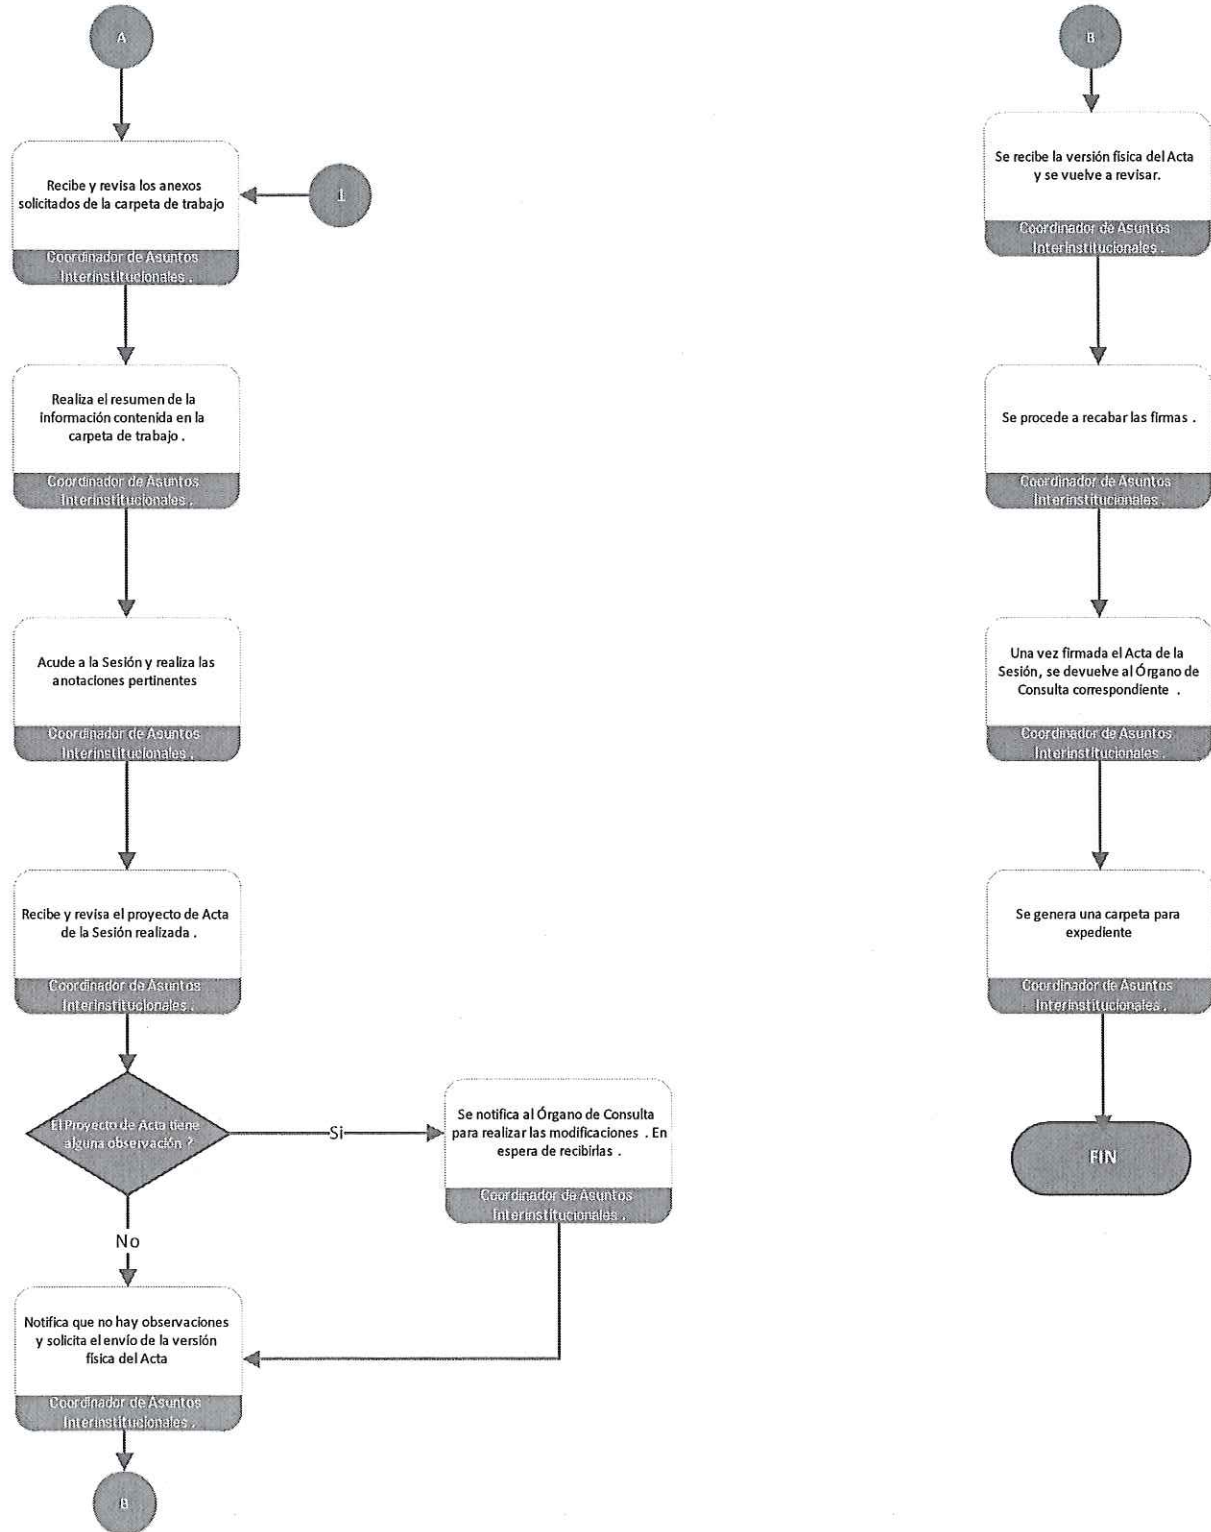 A
Recibe y revisa los anexos
solicitados de la carpeta de trabajo
Coordinador de Asuntos
Interinstitucionales .
1
Realiza el resumen de la
información contenida en la
carpeta de trabajo .
Coordinador de Asuntos
Interinstitucionales .
Acude a la Sesión y realiza las
anotaciones pertinentes
Coordinador de Asuntos
Interinstitucionales .
Recibe y revisa el proyecto de Acta
de la Sesión realizada .
Coordinador de Asuntos
Interinstitucionales .
El Proyecto de Acta tiene
alguna observación ?
Si
Se notifica al Órgano de Consulta
para realizar las modificaciones . En
espera de recibirlas .
Coordinador de Asuntos
Interinstitucionales .
No
Notifica que no hay observaciones
y solicita el envío de la versión
física del Acta
Coordinador de Asuntos
Interinstitucionales .
B
B
Se recibe la versión física del Acta
y se vuelve a revisar.
Coordinador de Asuntos
Interinstitucionales .
Se procede a recabar las firmas .
Coordinador de Asuntos
Interinstitucionales .
Una vez firmada el Acta de la
Sesión, se devuelve al Órgano de
Consulta correspondiente .
Coordinador de Asuntos
Interinstitucionales .
Se genera una carpeta para
expediente
Coordinador de Asuntos
Interinstitucionales .
FIN